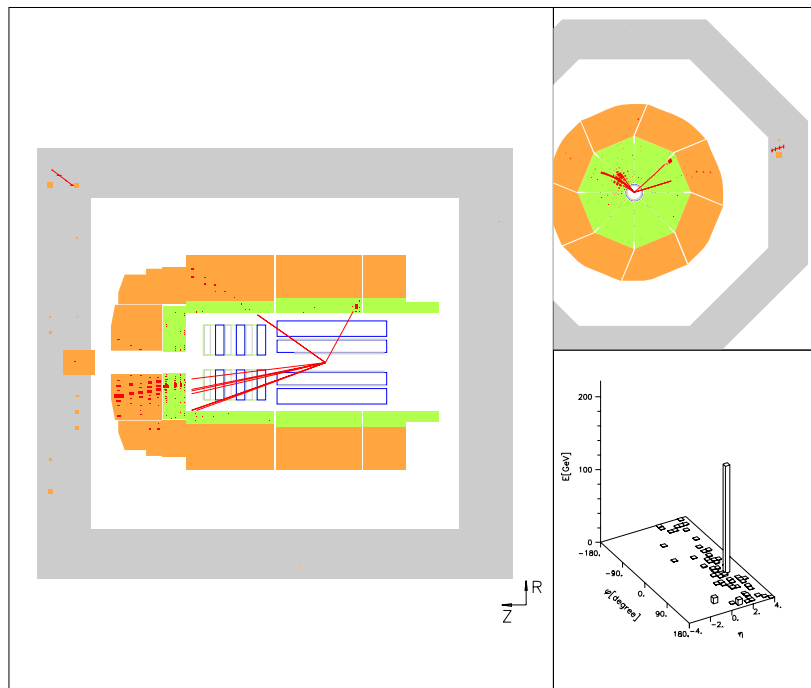 R
Z
E[GeV]
200
100
0
-180.
-90.
0.
90.
180.
φ[degree]
-4.
-2.
0.
2.
4.
η